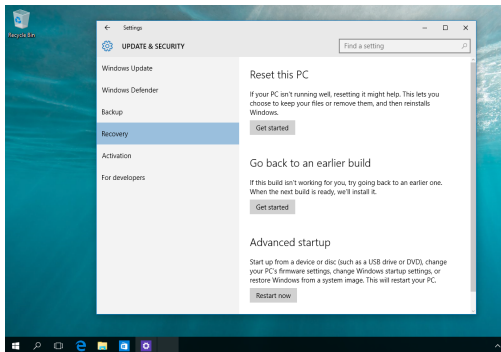 Recycle Bin
Settings
UPDATE & SECURITY
Find a setting
Windows Update
Windows Defender
Backup
Recovery
Activation
For developers
Reset this PC
If your PC isn't running well, resetting it might help. This lets you
choose to keep your files or remove them, and then reinstalls
Windows.
Get started
Go back to an earlier build
If this build isn't working for you, try going back to an earlier one.
When the next build is ready, we'll install it.
Get started
Advanced startup
Start up from a device or disc (such as a USB drive or DVD), change
your PC's firmware settings, change Windows startup settings, or
restore Windows from a system image. This will restart your PC.
Restart now